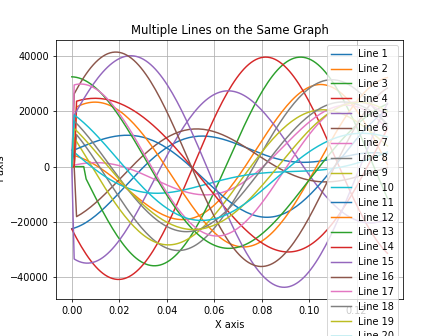 Multiple Lines on the Same Graph
40000
20000
0
−20000
−40000
0.00
0.02
0.04
0.06
0.08
0.10
X axis
Line 1
Line 2
Line 3
Line 4
Line 5
Line 6
Line 7
Line 8
Line 9
Line 10
Line 11
Line 12
Line 13
Line 14
Line 15
Line 16
Line 17
Line 18
Line 19
Line 20